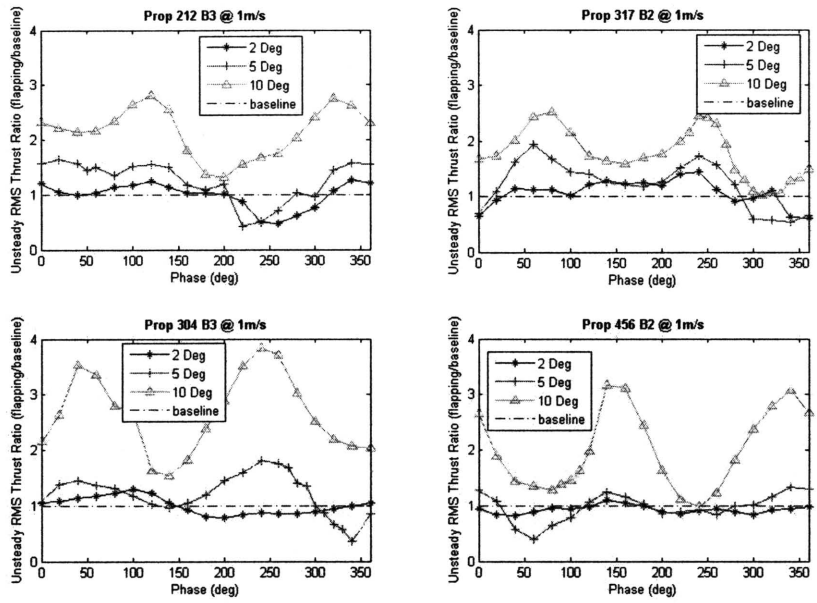 Prop 212 B3 @ 1m/s
Unsteady RMS Thrust Ratio (flapping/baseline)
4
3
2
1
0
2 Deg
5 Deg
10 Deg
baseline
0 50 100 150 200 250 300 350
Phase (deg)
Prop 317 B2 @ 1m/s
Unsteady RMS Thrust Ratio (flapping/baseline)
4
3
2
1
0
2 Deg
5 Deg
10 Deg
baseline
0 50 100 150 200 250 300 350
Phase (deg)
Prop 304 B3 @ 1m/s
Unsteady RMS Thrust Ratio (flapping/baseline)
4
3
2
1
0
2 Deg
5 Deg
10 Deg
baseline
0 50 100 150 200 250 300 350
Phase (deg)
Prop 456 B2 @ 1m/s
Unsteady RMS Thrust Ratio (flapping/baseline)
4
3
2
1
0
2 Deg
5 Deg
10 Deg
baseline
0 50 100 150 200 250 300 350
Phase (deg)